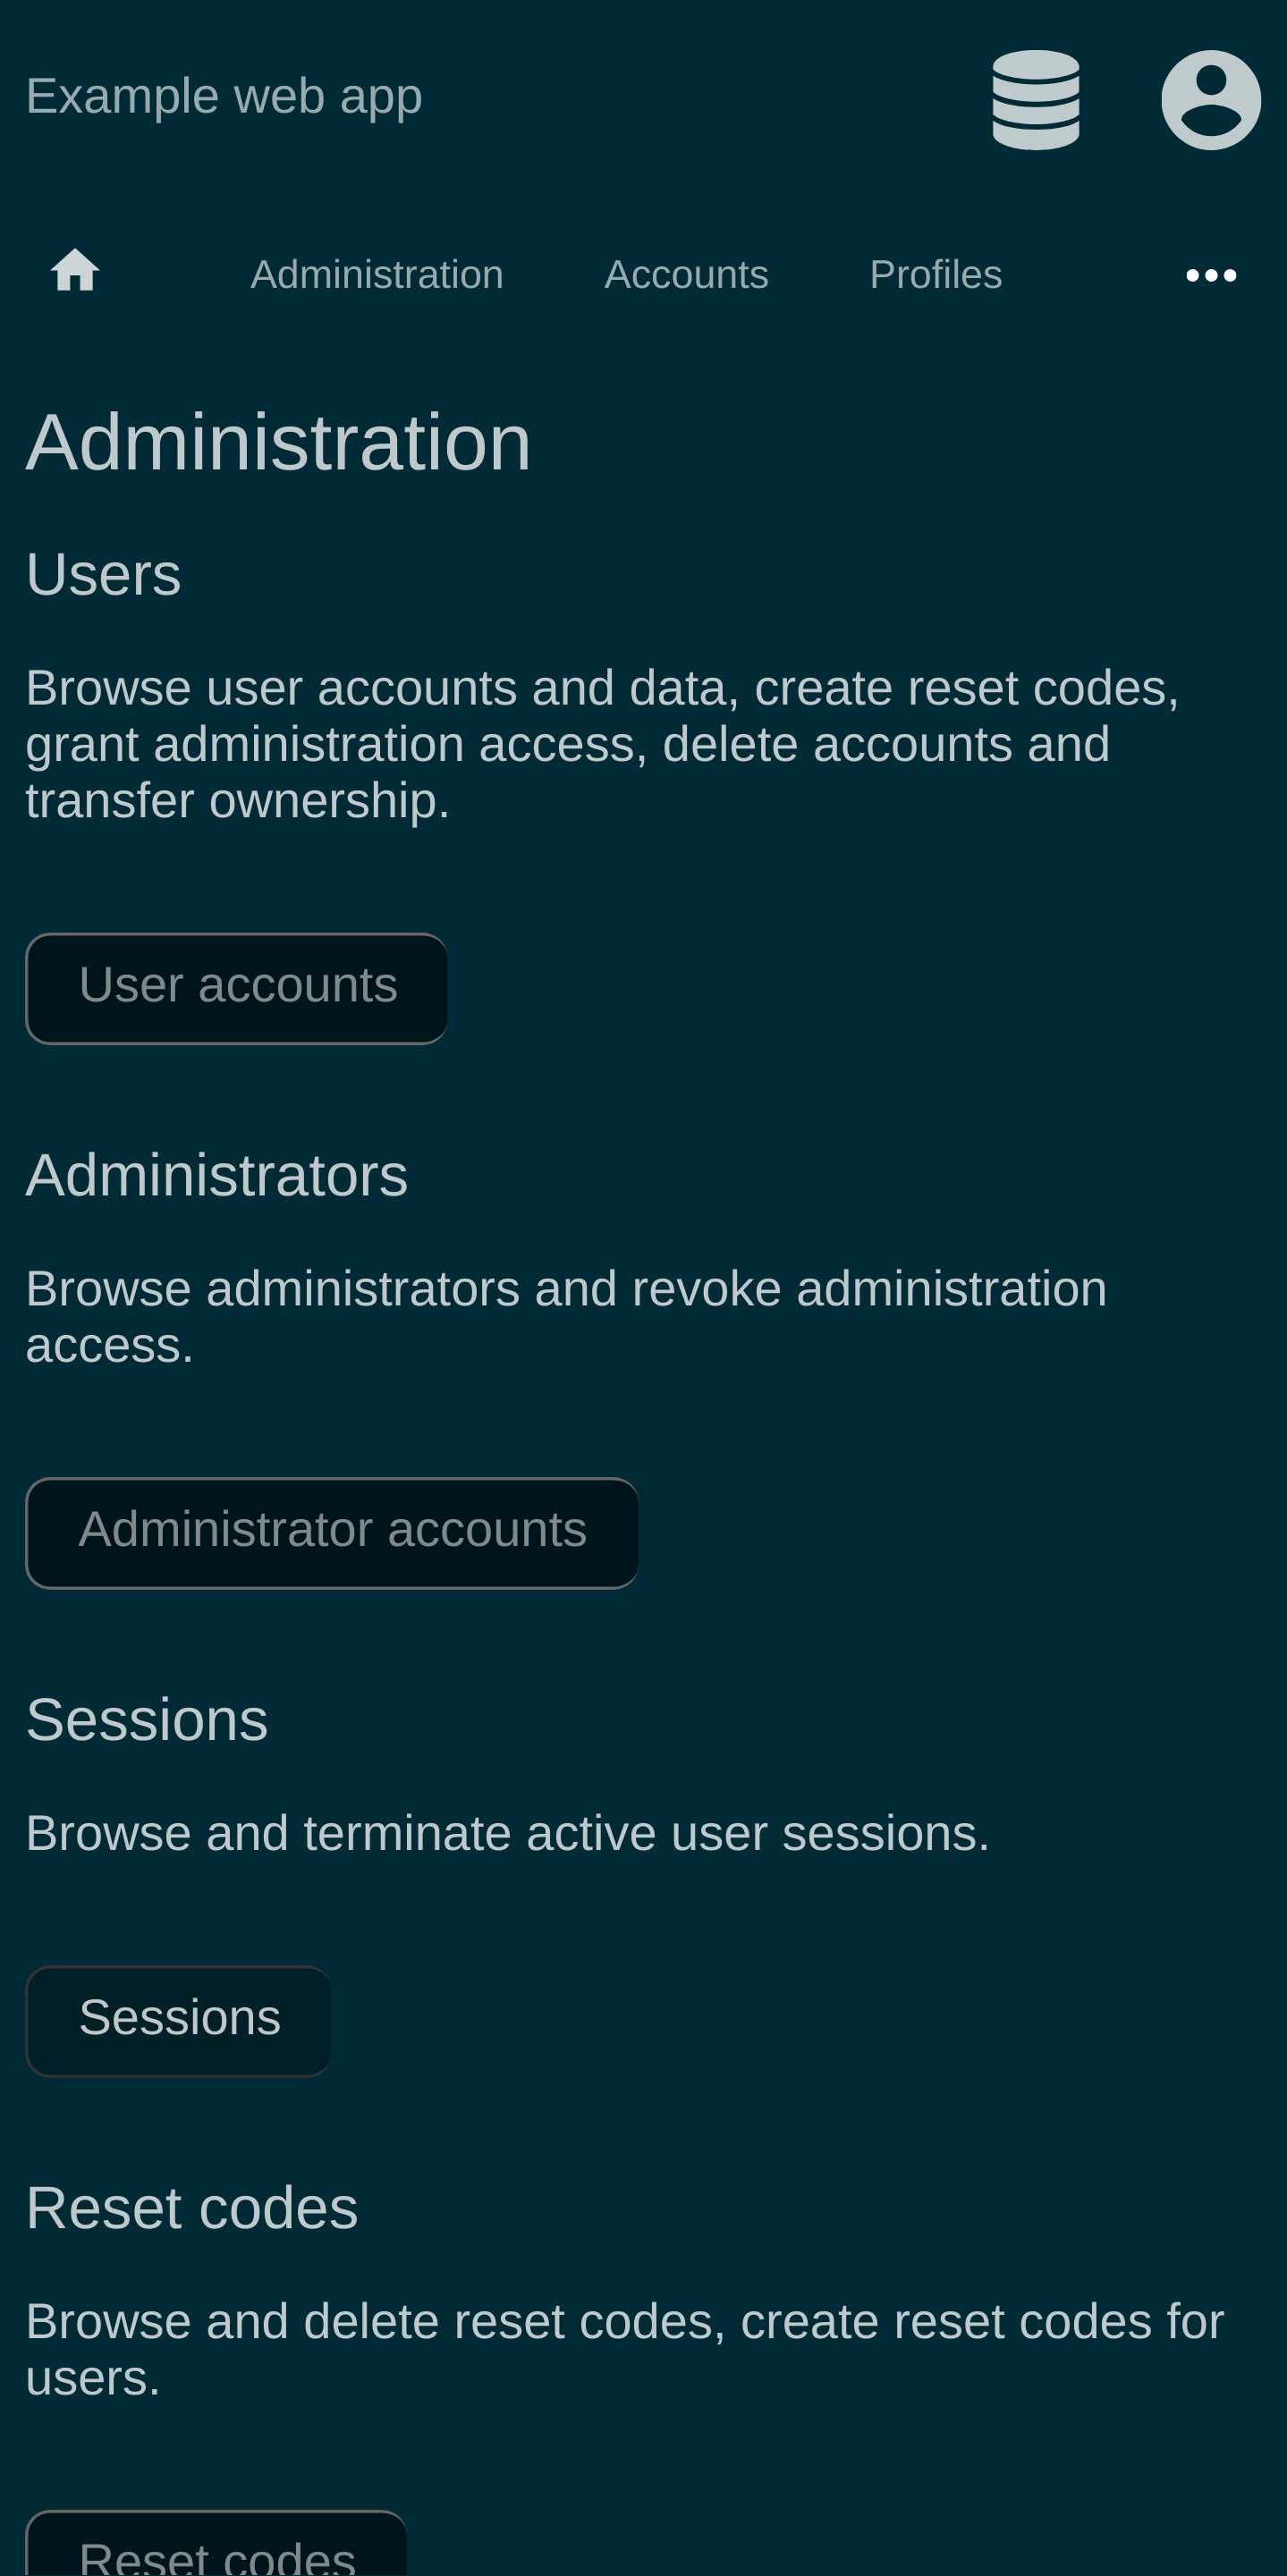 Example web app
Administration Accounts Profiles
Administration
Users
Browse user accounts and data, create reset codes,
grant administration access, delete accounts and
transfer ownership.
User accounts
Administrators
Browse administrators and revoke administration
access.
Administrator accounts
Sessions
Browse and terminate active user sessions.
Sessions
Reset codes
Browse and delete reset codes, create reset codes for
users.
Reset codes